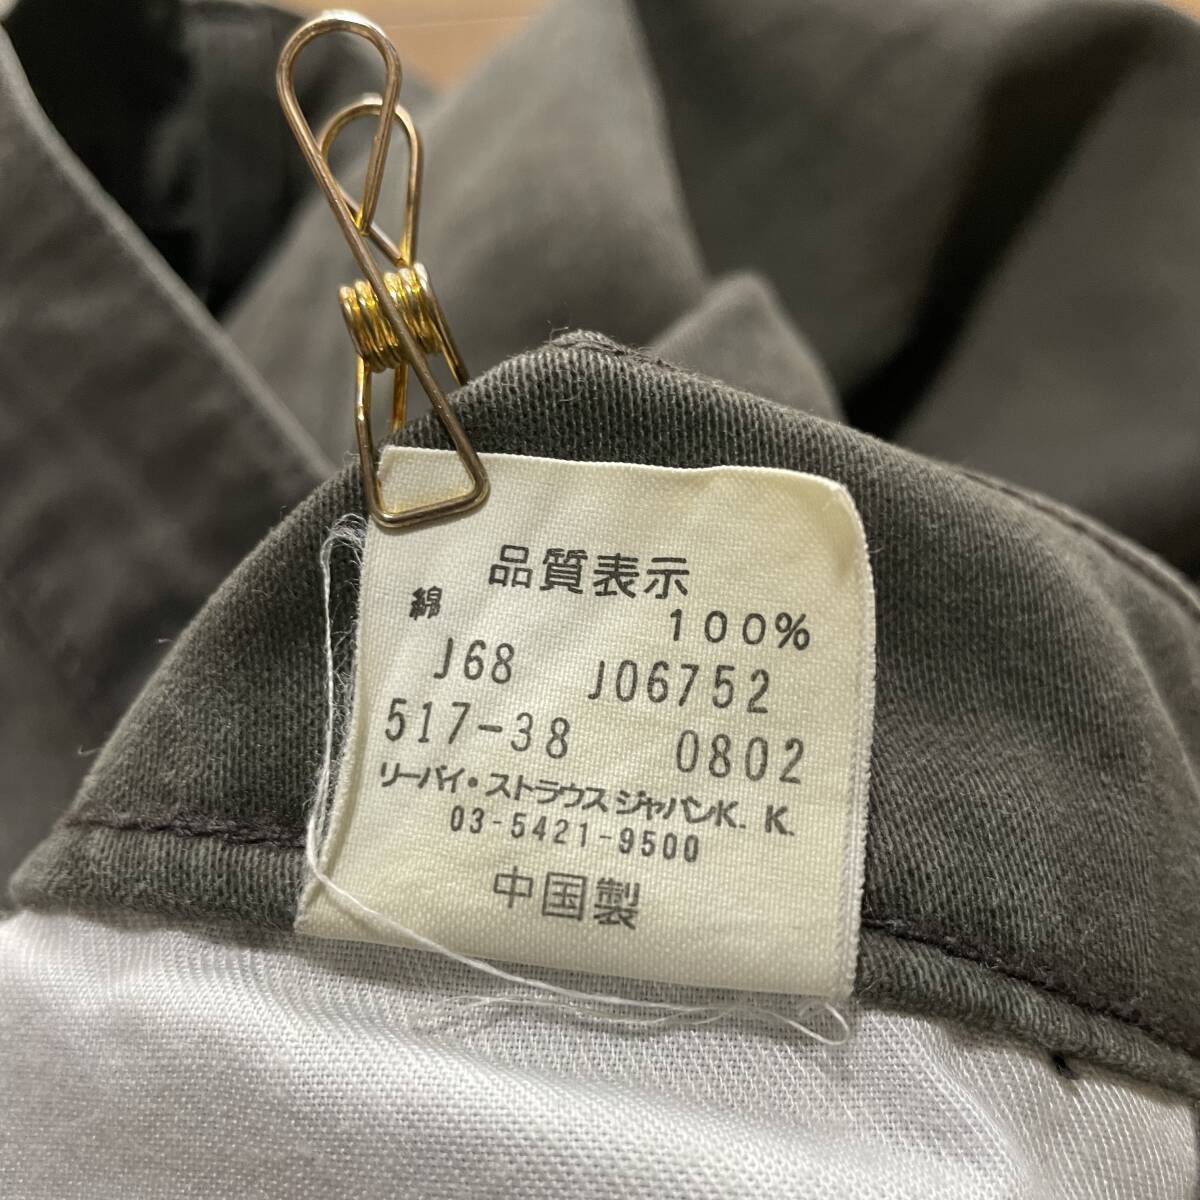 品質表示
綿 100%
J68 J06752
517-38 0802
リーバイ・ストラウス ジャパンK. K.
03-5421-9500
中国製